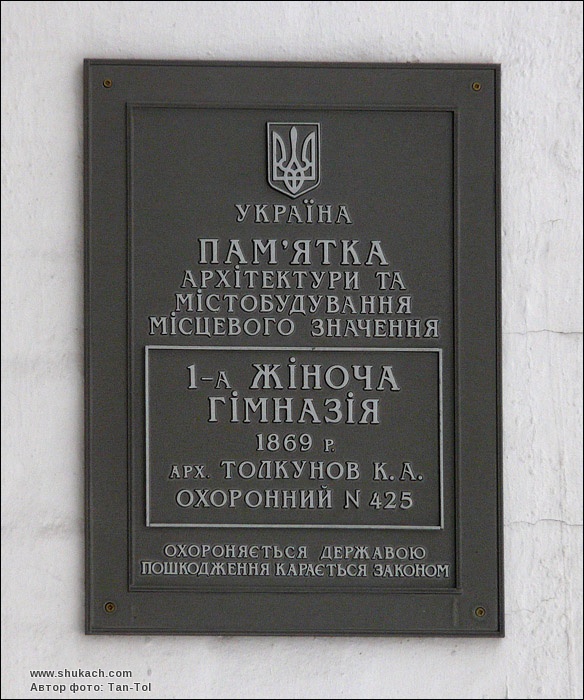 УКРАЇНА
ПАМ'ЯТКА
АРХІТЕКТУРИ ТА
МІСТОБУДУВАННЯ
МІСЦЕВОГО ЗНАЧЕННЯ
1-А ЖІНОЧА
ГІМНАЗІЯ
1869 Р.
АРХ. ТОЛКУНОВ К.А.
ОХОРОННИЙ N 425
ОХОРОНЯЄТЬСЯ ДЕРЖАВОЮ
ПОШКОДЖЕННЯ КАРАЄТЬСЯ ЗАКОНОМ
www.shukach.com
Автор фото: Tan-Tol